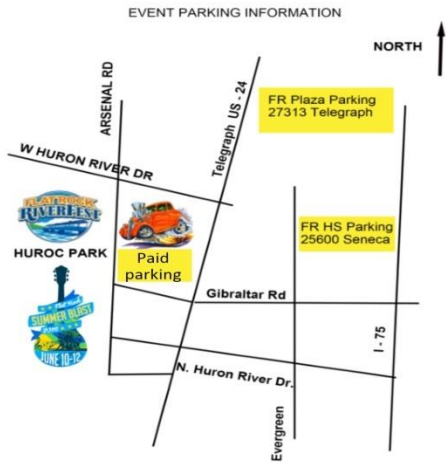 EVENT PARKING INFORMATION
NORTH
ARSENAL RD
Telegraph US - 24
FR Plaza Parking
27313 Telegraph
W HURON RIVER DR
FLAT ROCK
RIVERFEST
HUROC PARK
Paid
parking
FR HS Parking
25600 Seneca
Gibraltar Rd
SUMMER BLAST
JUNE 10-12
I - 75
N. Huron River Dr.
Evergreen